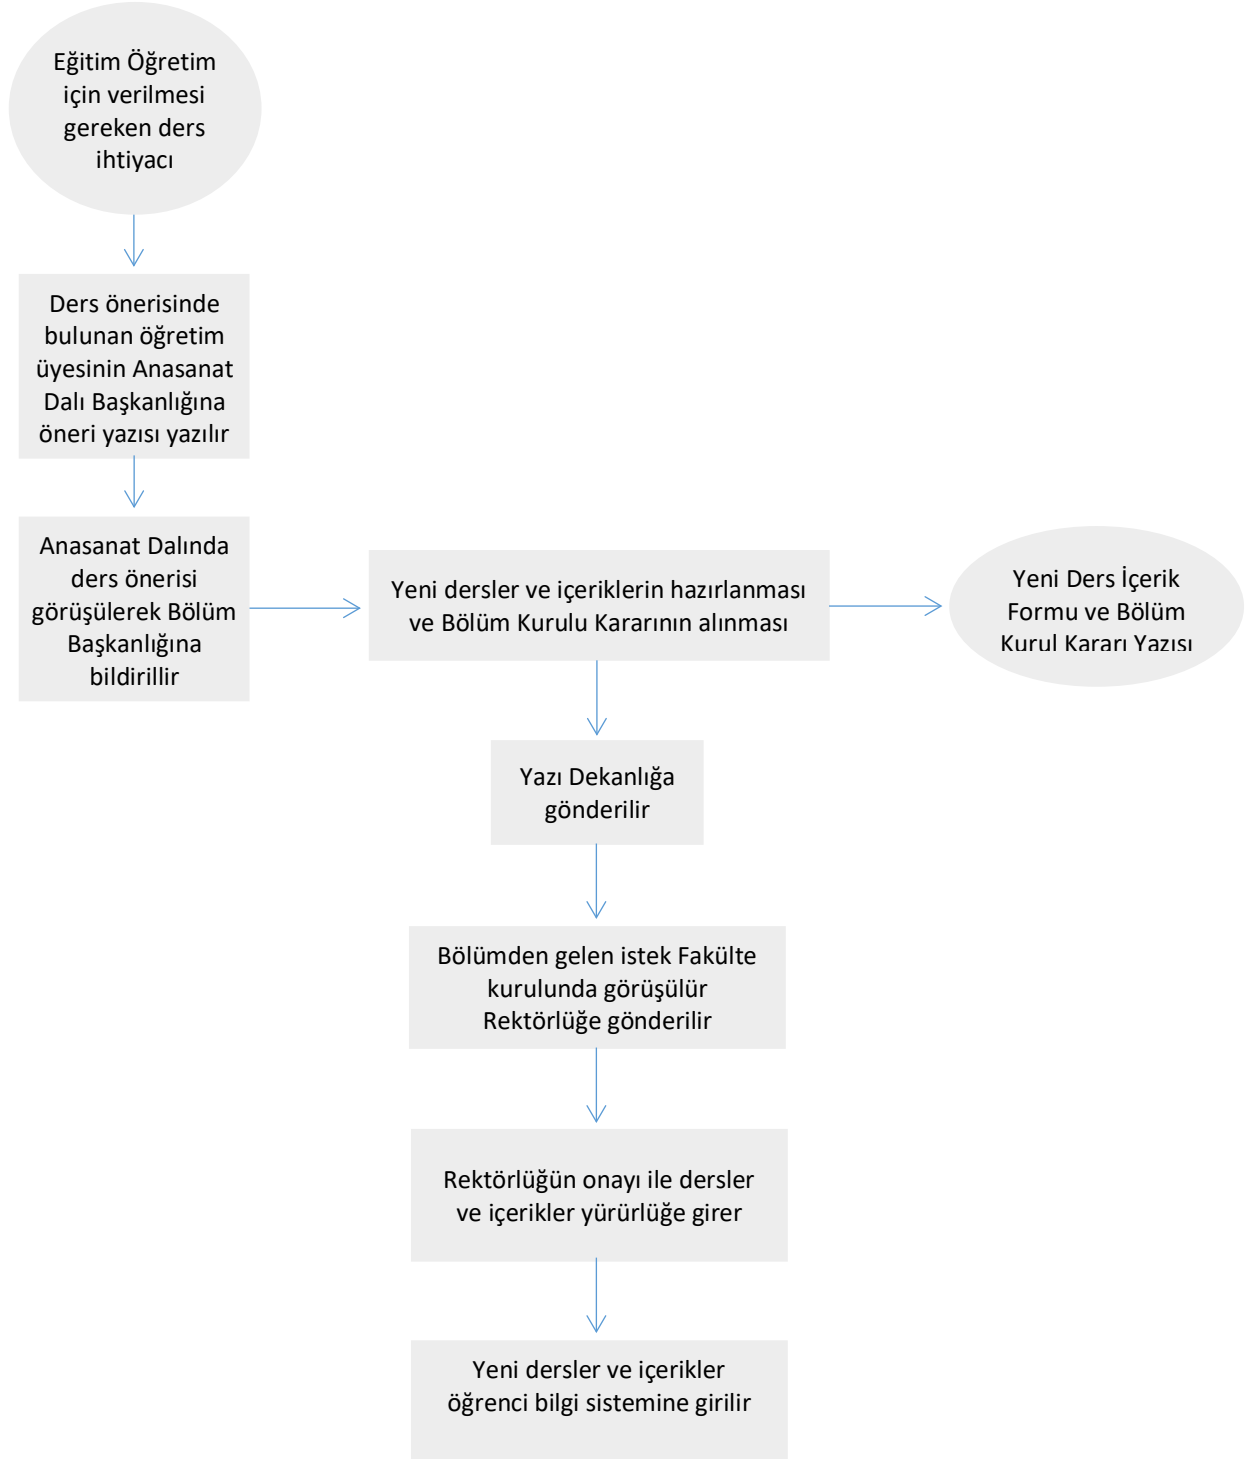 Eğitim Öğretim
için verilmesi
gereken ders
ihtiyacı
Ders önerisinde
bulunan öğretim
üyesinin Anasanat
Dalı Başkanlığına
öneri yazısı yazılır
Anasanat Dalında
ders önerisi
görüşülerek Bölüm
Başkanlığına
bildirillir
Yeni dersler ve içeriklerin hazırlanması
ve Bölüm Kurulu Kararının alınması
Yeni Ders İçerik
Formu ve Bölüm
Kurul Kararı Yazısı
Yazı Dekanlığa
gönderilir
Bölümden gelen istek Fakülte
kurulunda görüşülür
Rektörlüğe gönderilir
Rektörlüğün onayı ile dersler
ve içerikler yürürlüğe girer
Yeni dersler ve içerikler
öğrenci bilgi sistemine girilir